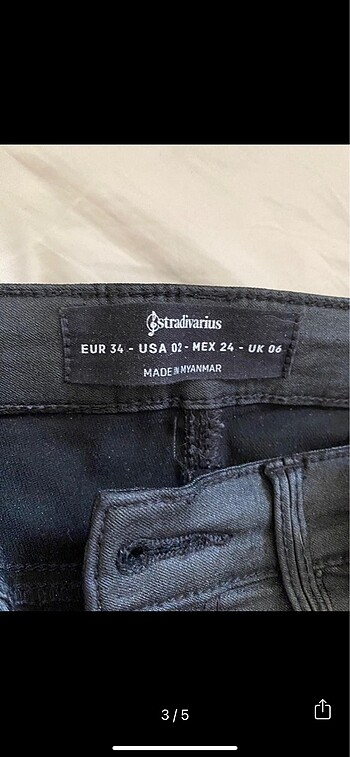 stradivarius
EUR 34 - USA 02 - MEX 24 - UK 06
MADE IN MYANMAR
3/5